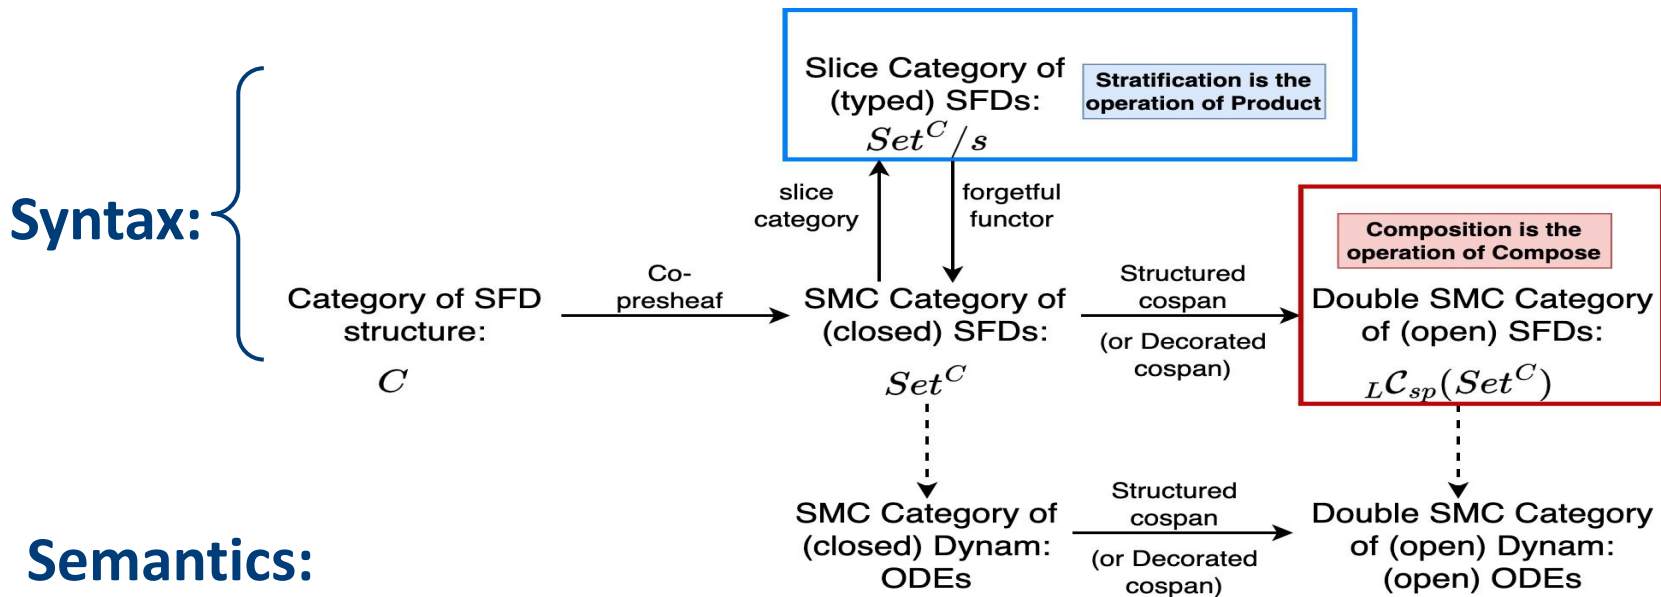 Slice Category of
(typed) SFDs:
Set^C/s
Stratification is the
operation of Product
Syntax:
slice
category
forgetful
functor
Composition is the
operation of Compose
Category of SFD
structure:
C
Co-
presheaf
SMC Category of
(closed) SFDs:
Set^C
Structured
cospan
(or Decorated
cospan)
Double SMC Category
of (open) SFDs:
_L𝒞_{sp}(Set^C)
Semantics:
SMC Category of
(closed) Dynam:
ODEs
Structured
cospan
(or Decorated
cospan)
Double SMC Category
of (open) Dynam:
(open) ODEs